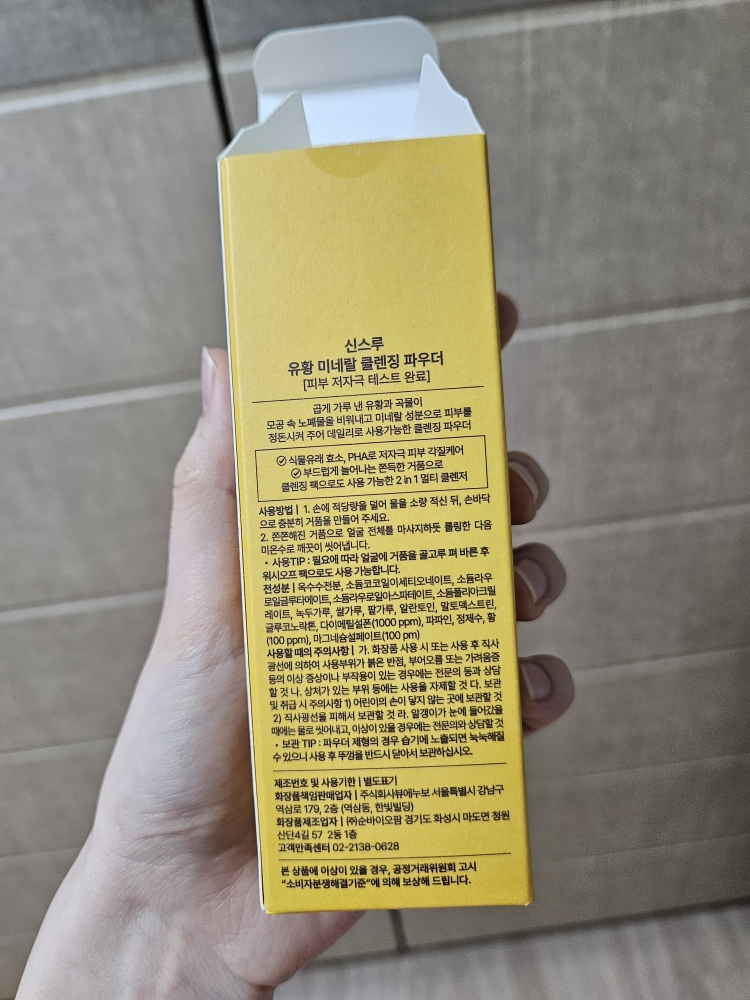 신스루
유황 미네랄 클렌징 파우더
[피부 저자극 테스트 완료]
곱게 가루 낸 유황과 곡물이
모공 속 노폐물을 비워내고 미네랄 성분으로 피부를
정돈시켜 주어 데일리로 사용가능한 클렌징 파우더
식물유래 효소, PHA로 저자극 피부 각질케어
부드럽게 늘어나는 쫀득한 거품으로
클렌징 팩으로도 사용 가능한 2 in 1 멀티 클렌저
사용방법 | 1. 손에 적당량을 덜어 물을 소량 적신 뒤, 손바닥
으로 충분히 거품을 만들어 주세요.
2. 쫀쫀해진 거품으로 얼굴 전체를 마사지하듯 롤링한 다음
미온수로 깨끗이 씻어냅니다.
• 사용TIP : 필요에 따라 얼굴에 거품을 골고루 펴 바른 후
워시오프 팩으로도 사용 가능합니다.
전성분 | 옥수수전분, 소듐코코일이세티오네이트, 소듐라우
로일글루타메이트, 소듐라우로일아스파테이트, 소듐폴리아크릴
레이트, 녹두가루, 쌀가루, 팥가루, 알란토인, 말토덱스트린,
글루코노락톤, 다이메틸설폰(1000 ppm), 파파인, 정제수, 황
(100 ppm), 마그네슘설페이트(100 ppm)
사용할 때의 주의사항 | 가. 화장품 사용 시 또는 사용 후 직사
광선에 의하여 사용부위가 붉은 반점, 부어오름 또는 가려움증
등의 이상 증상이나 부작용이 있는 경우에는 전문의 등과 상담
할 것 나. 상처가 있는 부위 등에는 사용을 자제할 것 다. 보관
및 취급 시 주의사항 1) 어린이의 손이 닿지 않는 곳에 보관할 것
2) 직사광선을 피해서 보관할 것 라. 알갱이가 눈에 들어갔을
때에는 물로 씻어내고, 이상이 있을 경우에는 전문의와 상담할 것
• 보관 TIP : 파우더 제형의 경우 습기에 노출되면 눅눅해질
수 있으니 사용 후 뚜껑을 반드시 닫아서 보관하십시오.
제조번호 및 사용기한 | 별도표기
화장품책임판매업자 | 주식회사뷰에누보 서울특별시 강남구
역삼로 179, 2층 (역삼동, 한빛빌딩)
화장품제조업자 | ㈜순바이오팜 경기도 화성시 마도면 청원
산단4길 57 2동 1층
고객만족센터 02-2138-0628
본 상품에 이상이 있을 경우, 공정거래위원회 고시
“소비자분쟁해결기준”에 의해 보상해 드립니다.